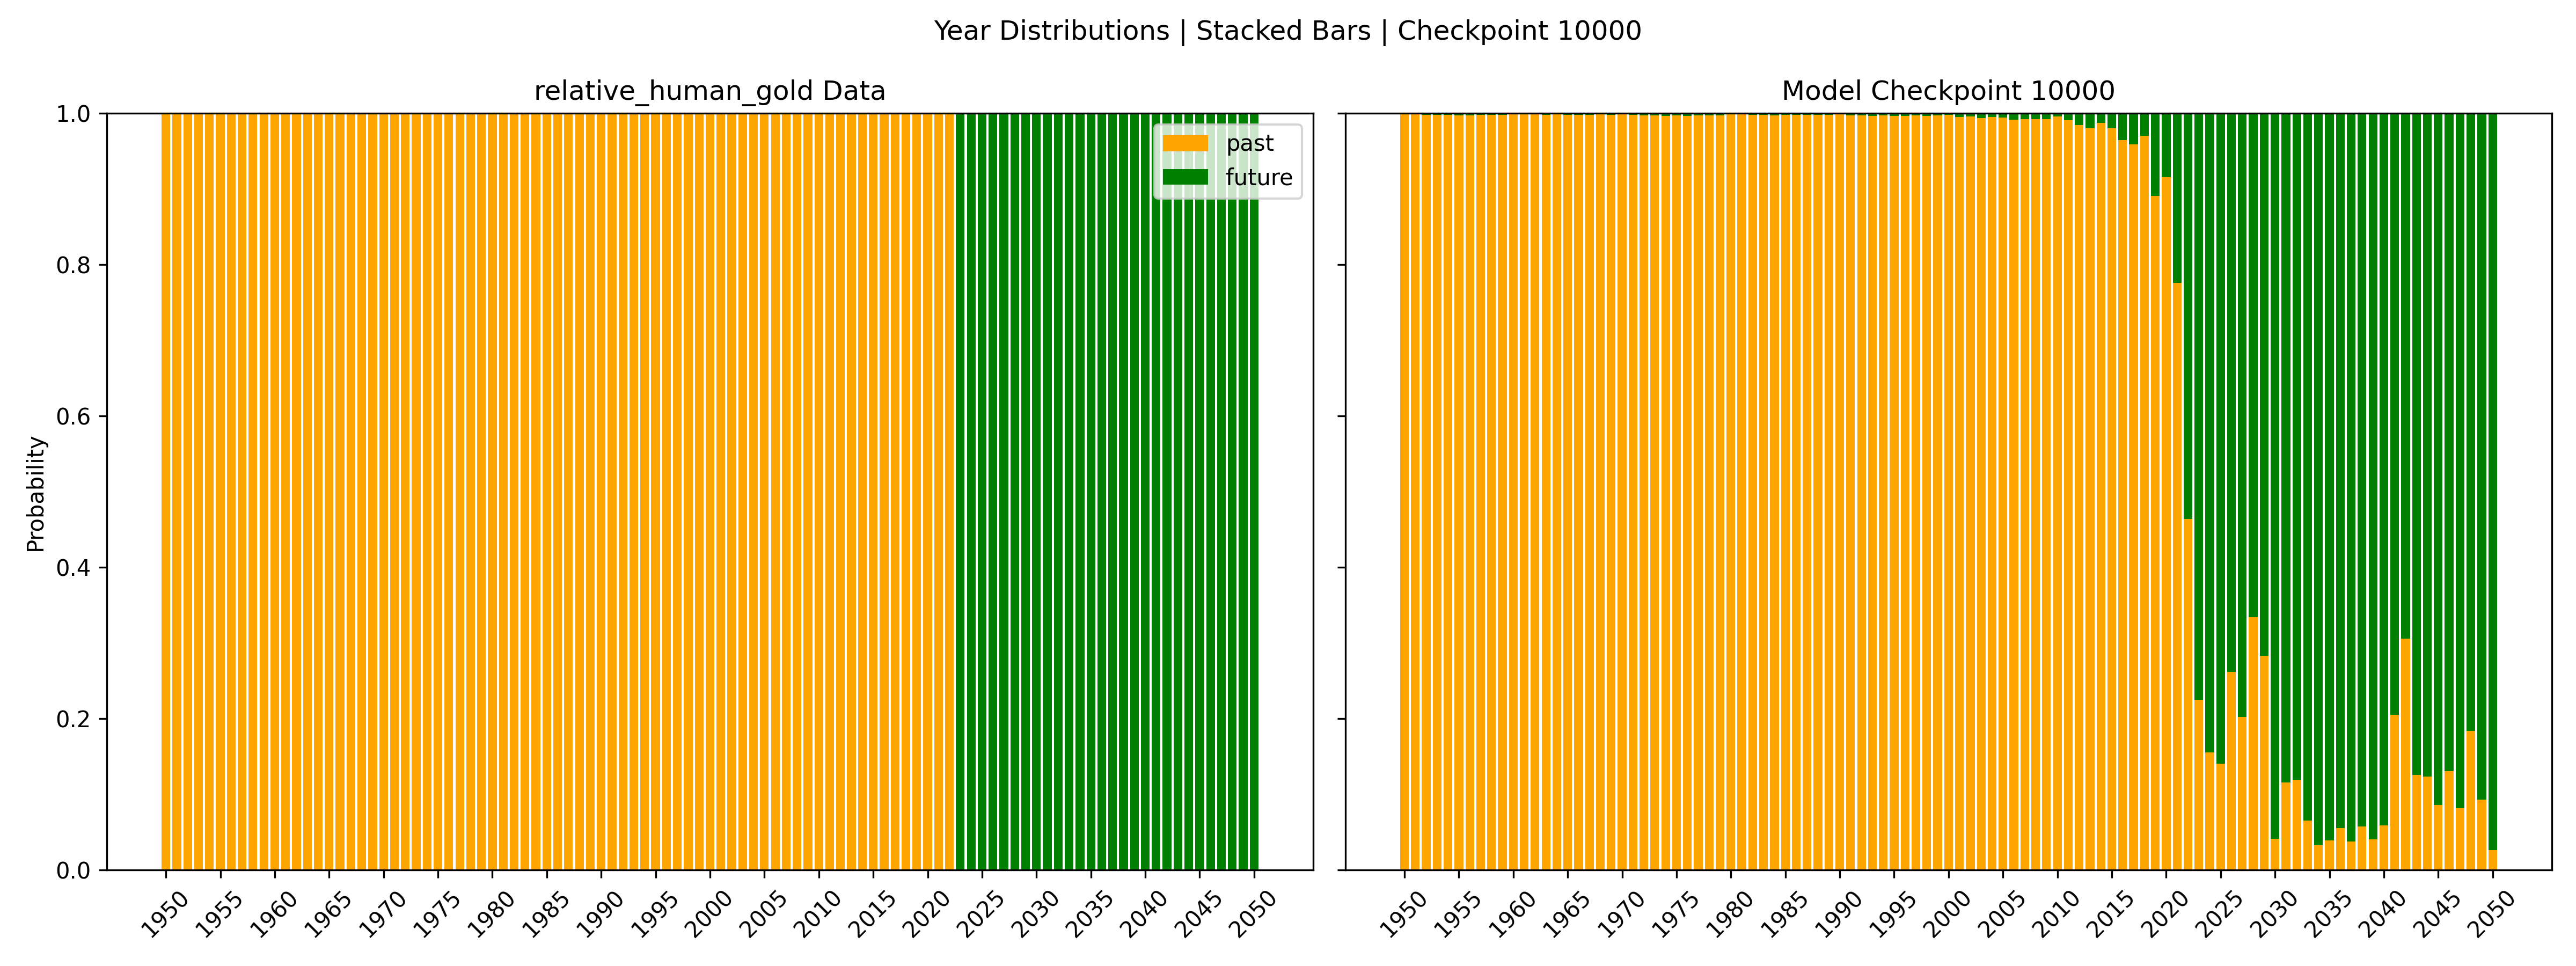 Year Distributions | Stacked Bars | Checkpoint 10000
relative_human_gold Data
Probability
1.0
0.8
0.6
0.4
0.2
0.0
past
future
1950 1955 1960 1965 1970 1975 1980 1985 1990 1995 2000 2005 2010 2015 2020 2025 2030 2035 2040 2045 2050
Model Checkpoint 10000
1950 1955 1960 1965 1970 1975 1980 1985 1990 1995 2000 2005 2010 2015 2020 2025 2030 2035 2040 2045 2050